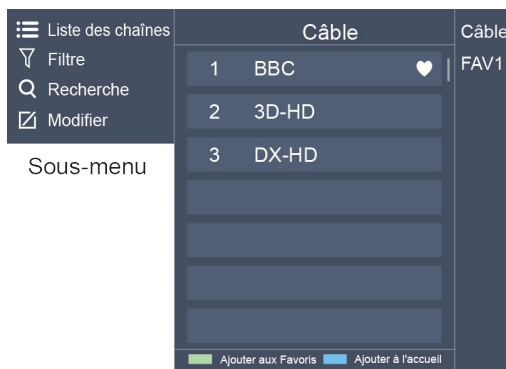 Liste des chaînes
Filtre
Recherche
Modifier
Sous-menu
Câble
1 BBC
2 3D-HD
3 DX-HD
Ajouter aux Favoris Ajouter à l'accueil
Câble
FAV1